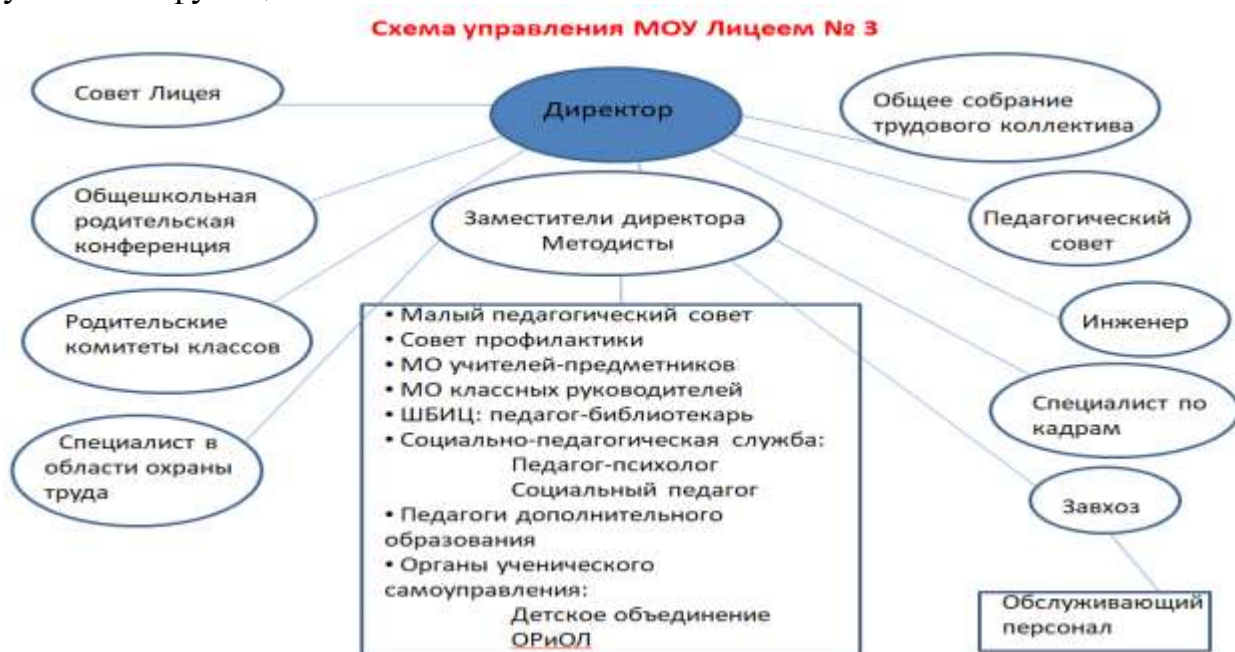 Схема управления МОУ Лицеем № 3
Совет Лицея
Директор
Общее собрание
трудового коллектива
Общешкольная
родительская
конференция
Заместители директора
Методисты
Педагогический
совет
Родительские
комитеты классов
Инженер
Специалист в
области охраны
труда
Специалист по
кадрам
Завхоз
Обслуживающий
персонал
• Малый педагогический совет
• Совет профилактики
• МО учителей-предметников
• МО классных руководителей
• ШБИЦ: педагог-библиотекарь
• Социально-педагогическая служба:
Педагог-психолог
Социальный педагог
• Педагоги дополнительного
образования
• Органы ученического
самоуправления:
Детское объединение
ОРиОЛ